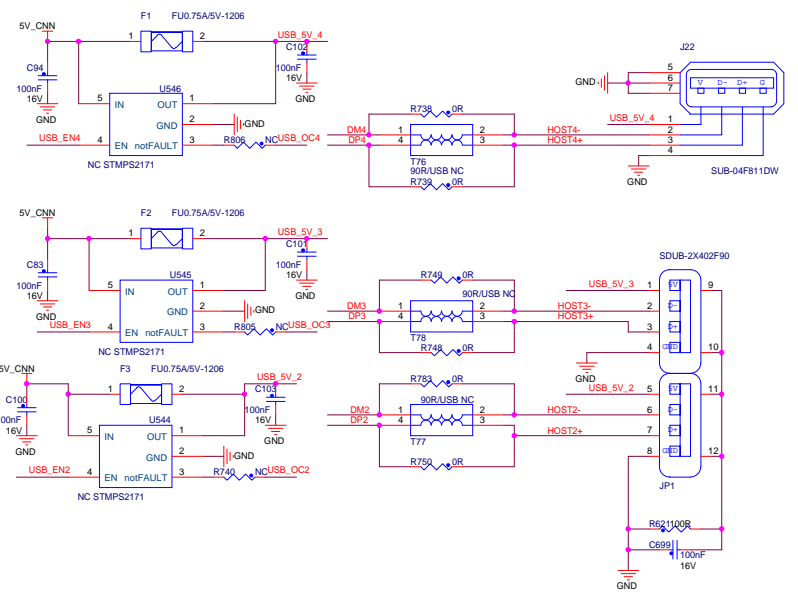 F1 FU0.75A/5V-1206
5V_CNN
1 2 USB_5V_4
C94
100nF
16V
GND
C102
100nF
16V
GND
U546
5 IN OUT 1
GND 2 GND
USB_EN4 4 EN notFAULT 3 R806 NC USB_OC4
NC STMPS2171
R738 0R
DM4 1 2 HOST4-
DP4 4 3 HOST4+
T76
90R/USB NC
R739 0R
J22
GND 5
6
7
V D- D+ G
USB_5V_4 1
2
3
4
GND
SUB-04F811DW
F2 FU0.75A/5V-1206
5V_CNN
1 2 USB_5V_3
C83
100nF
16V
GND
C101
100nF
16V
GND
U545
5 IN OUT 1
GND 2 GND
USB_EN3 4 EN notFAULT 3 R805 NC USB_OC3
NC STMPS2171
R749 0R
90R/USB NC
DM3 1 2 HOST3-
DP3 4 3 HOST3+
T78
R748 0R
F3 FU0.75A/5V-1206
5V_CNN
1 2 USB_5V_2
C100
00nF
16V
GND
C103
100nF
16V
GND
U544
5 IN OUT 1
GND 2 GND
USB_EN2 4 EN notFAULT 3 R740 NC USB_OC2
NC STMPS2171
R783 0R
90R/USB NC
DM2 1 2 HOST2-
DP2 4 3 HOST2+
T77
R750 0R
SDUB-2X402F90
USB_5V_3 1 5V 9
2 D-
3 D+
4 GND 10
GND
USB_5V_2 5 5V 11
6 D-
7 D+
8 GND 12
JP1
R621 100R
C699
100nF
16V
GND